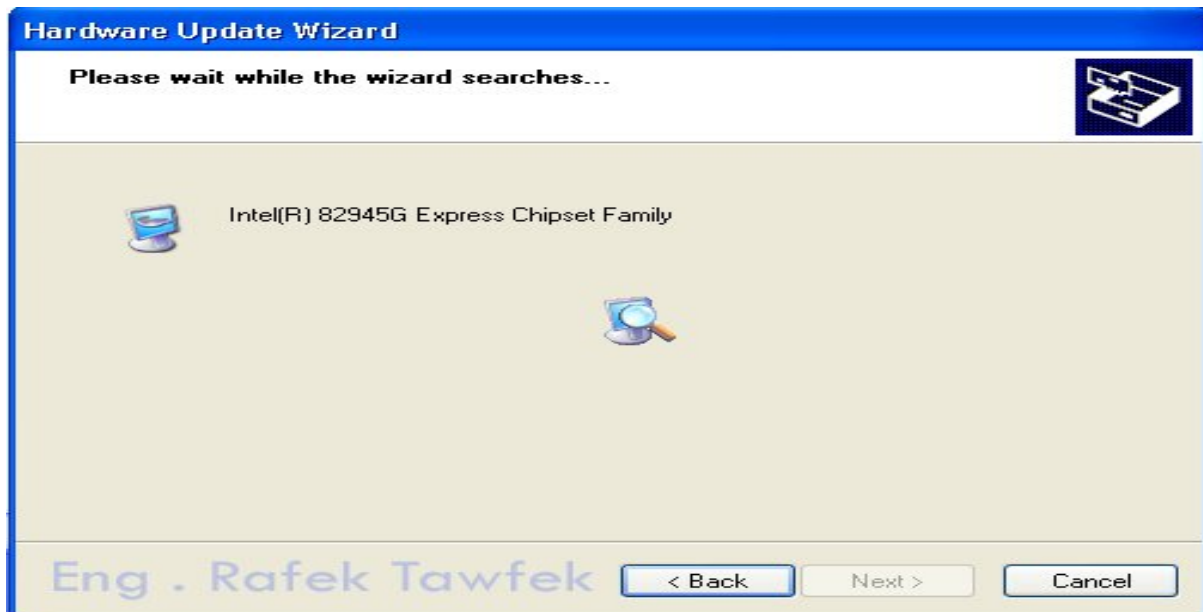 Hardware Update Wizard
Please wait while the wizard searches...
Intel(R) 82945G Express Chipset Family
Eng . Rafek Tawfek
< Back
Next >
Cancel